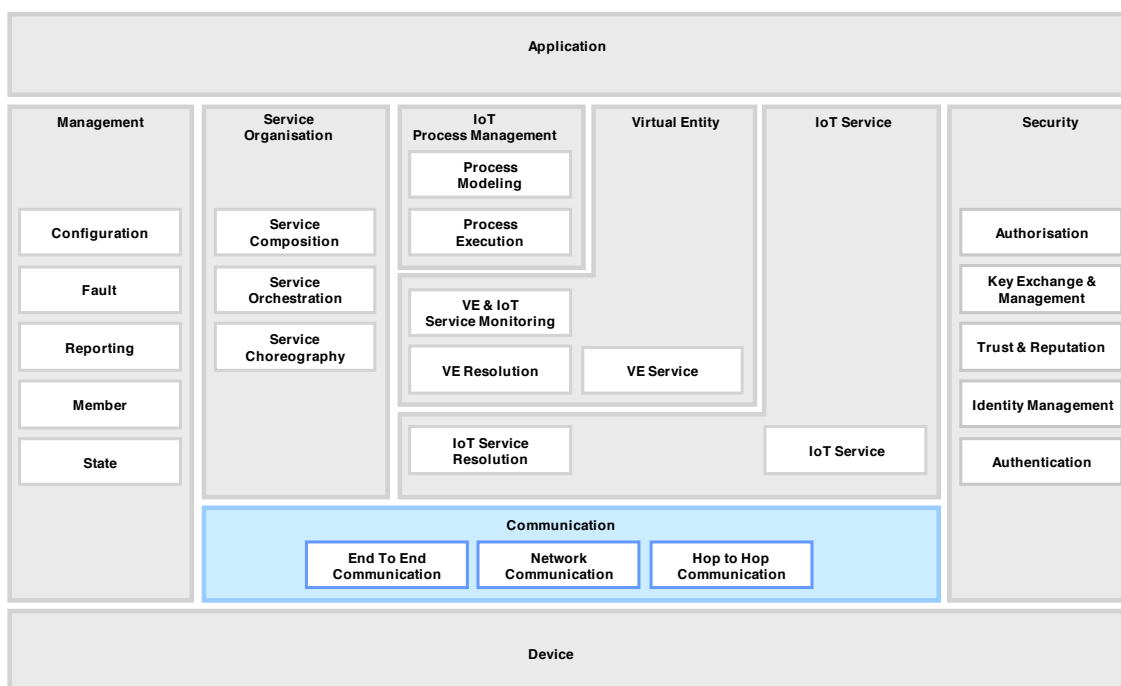 Application
Management
Configuration
Fault
Reporting
Member
State
Service
Organisation
Service
Composition
Service
Orchestration
Service
Choreography
IoT
Process Management
Process
Modeling
Process
Execution
Virtual Entity
VE & IoT
Service Monitoring
VE Resolution
VE Service
IoT Service
IoT Service
Resolution
IoT Service
Security
Authorisation
Key Exchange &
Management
Trust & Reputation
Identity Management
Authentication
Communication
End To End
Communication
Network
Communication
Hop to Hop
Communication
Device